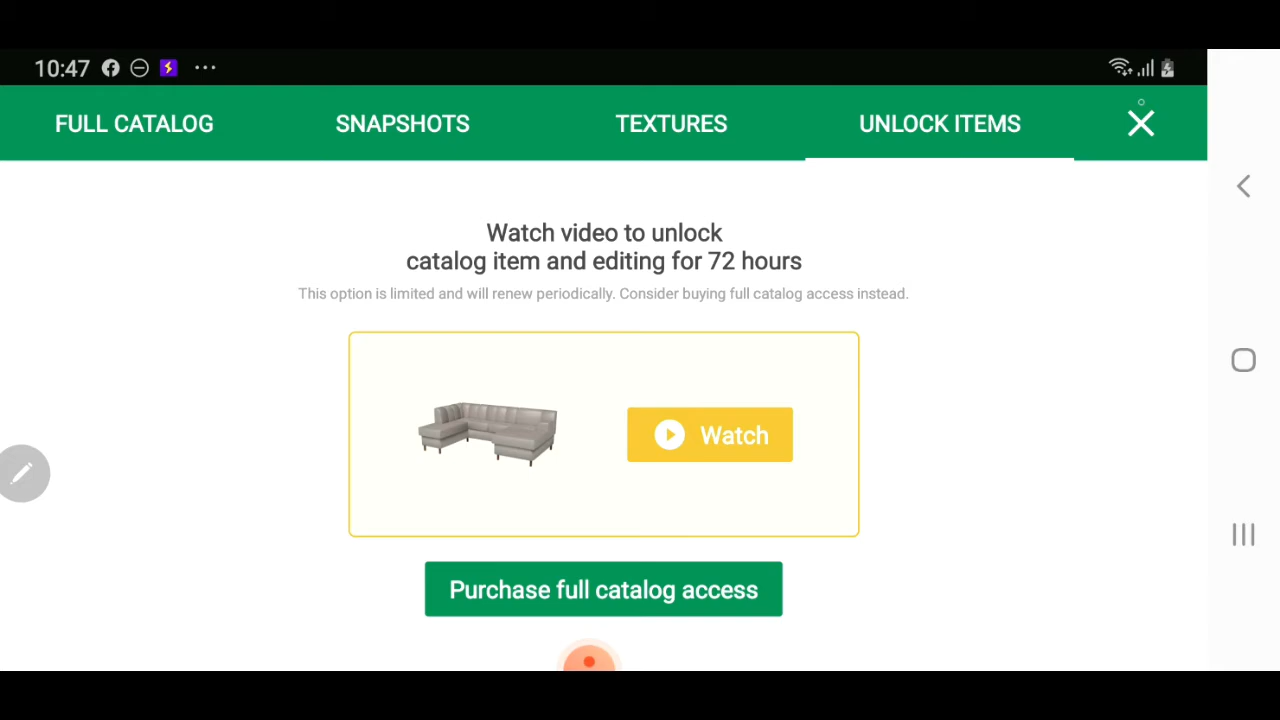 10:47
FULL CATALOG
SNAPSHOTS
TEXTURES
UNLOCK ITEMS
Watch video to unlock
catalog item and editing for 72 hours
This option is limited and will renew periodically. Consider buying full catalog access instead.
Watch
Purchase full catalog access